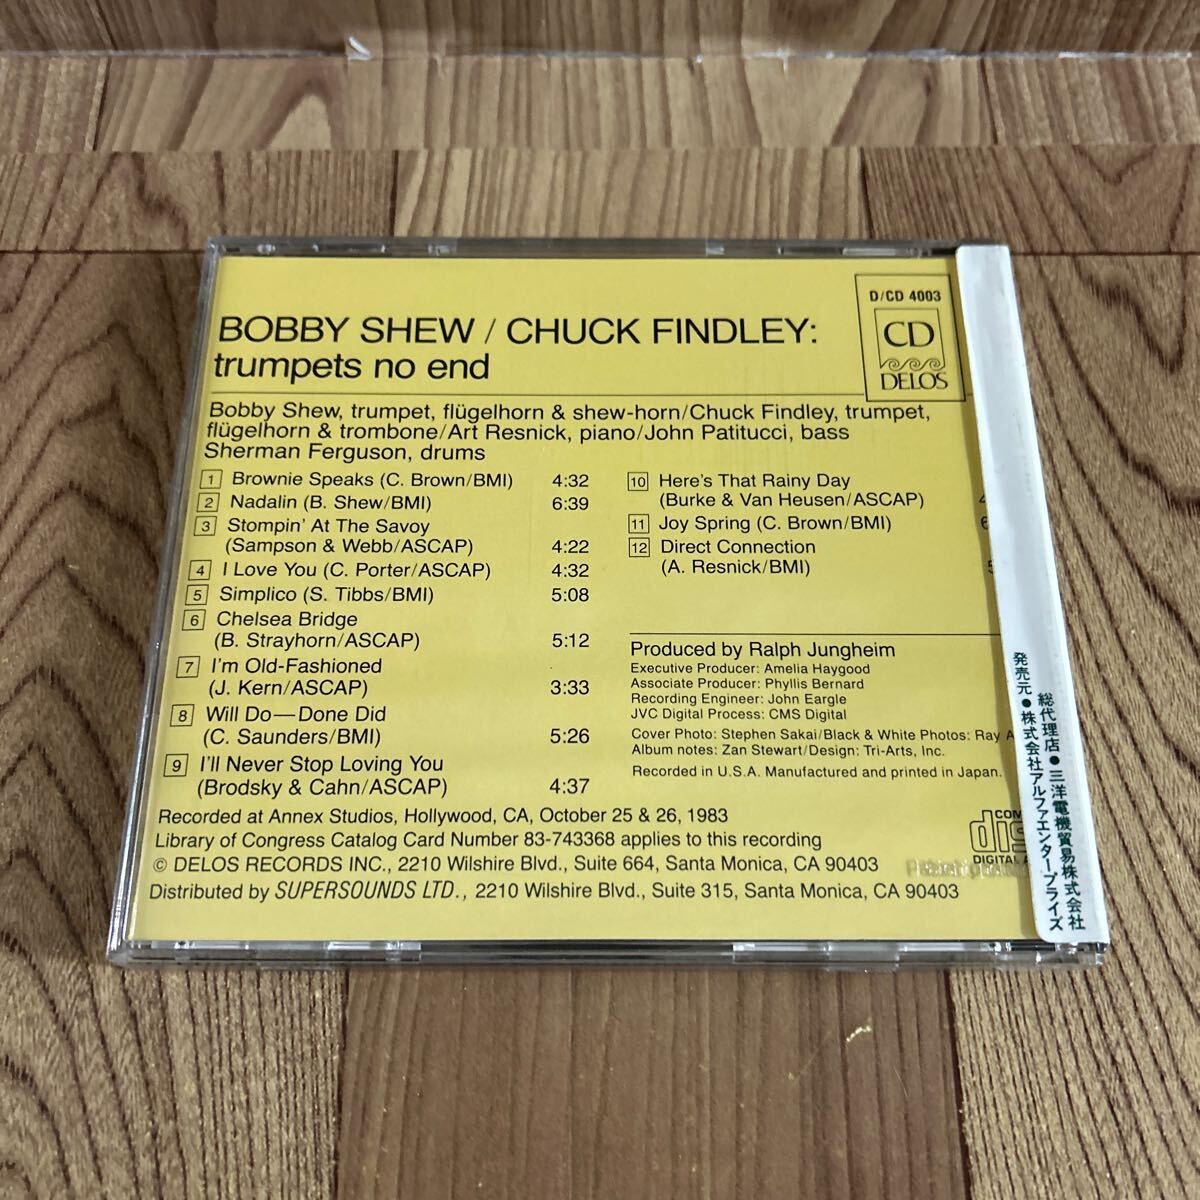 D/CD 4003
CD
DELOS
BOBBY SHEW / CHUCK FINDLEY:
trumpets no end
Bobby Shew, trumpet, flügelhorn & shew-horn/Chuck Findley, trumpet,
flügelhorn & trombone/Art Resnick, piano/John Patitucci, bass
Sherman Ferguson, drums
1 Brownie Speaks (C. Brown/BMI) 4:32
2 Nadalin (B. Shew/BMI) 6:39
3 Stompin' At The Savoy
(Sampson & Webb/ASCAP) 4:22
4 I Love You (C. Porter/ASCAP) 4:32
5 Simplico (S. Tibbs/BMI) 5:08
6 Chelsea Bridge
(B. Strayhorn/ASCAP) 5:12
7 I'm Old-Fashioned
(J. Kern/ASCAP) 3:33
8 Will Do—Done Did
(C. Saunders/BMI) 5:26
9 I'll Never Stop Loving You
(Brodsky & Cahn/ASCAP) 4:37
10 Here's That Rainy Day
(Burke & Van Heusen/ASCAP)
11 Joy Spring (C. Brown/BMI)
12 Direct Connection
(A. Resnick/BMI)
Produced by Ralph Jungheim
Executive Producer: Amelia Haygood
Associate Producer: Phyllis Bernard
Recording Engineer: John Eargle
JVC Digital Process: CMS Digital
Cover Photo: Stephen Sakai/Black & White Photos: Ray
Album notes: Zan Stewart/Design: Tri-Arts, Inc.
Recorded in U.S.A. Manufactured and printed in Japan.
Recorded at Annex Studios, Hollywood, CA, October 25 & 26, 1983
Library of Congress Catalog Card Number 83-743368 applies to this recording
© DELOS RECORDS INC., 2210 Wilshire Blvd., Suite 664, Santa Monica, CA 90403
Distributed by SUPERSOUNDS LTD., 2210 Wilshire Blvd., Suite 315, Santa Monica, CA 90403
DIGITAL
総代理店●三洋電機貿易株式会社
発売元●株式会社アルファエンタープライズ